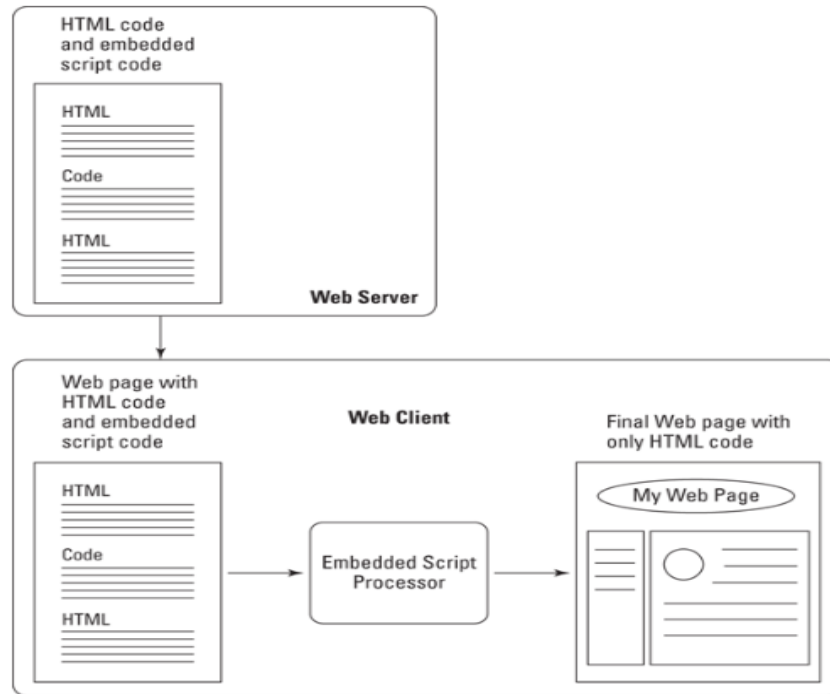 HTML code
and embedded
script code
HTML
Code
HTML
Web Server
Web page with
HTML code
and embedded
script code
Web Client
Final Web page with
only HTML code
HTML
Code
HTML
Embedded Script
Processor
My Web Page